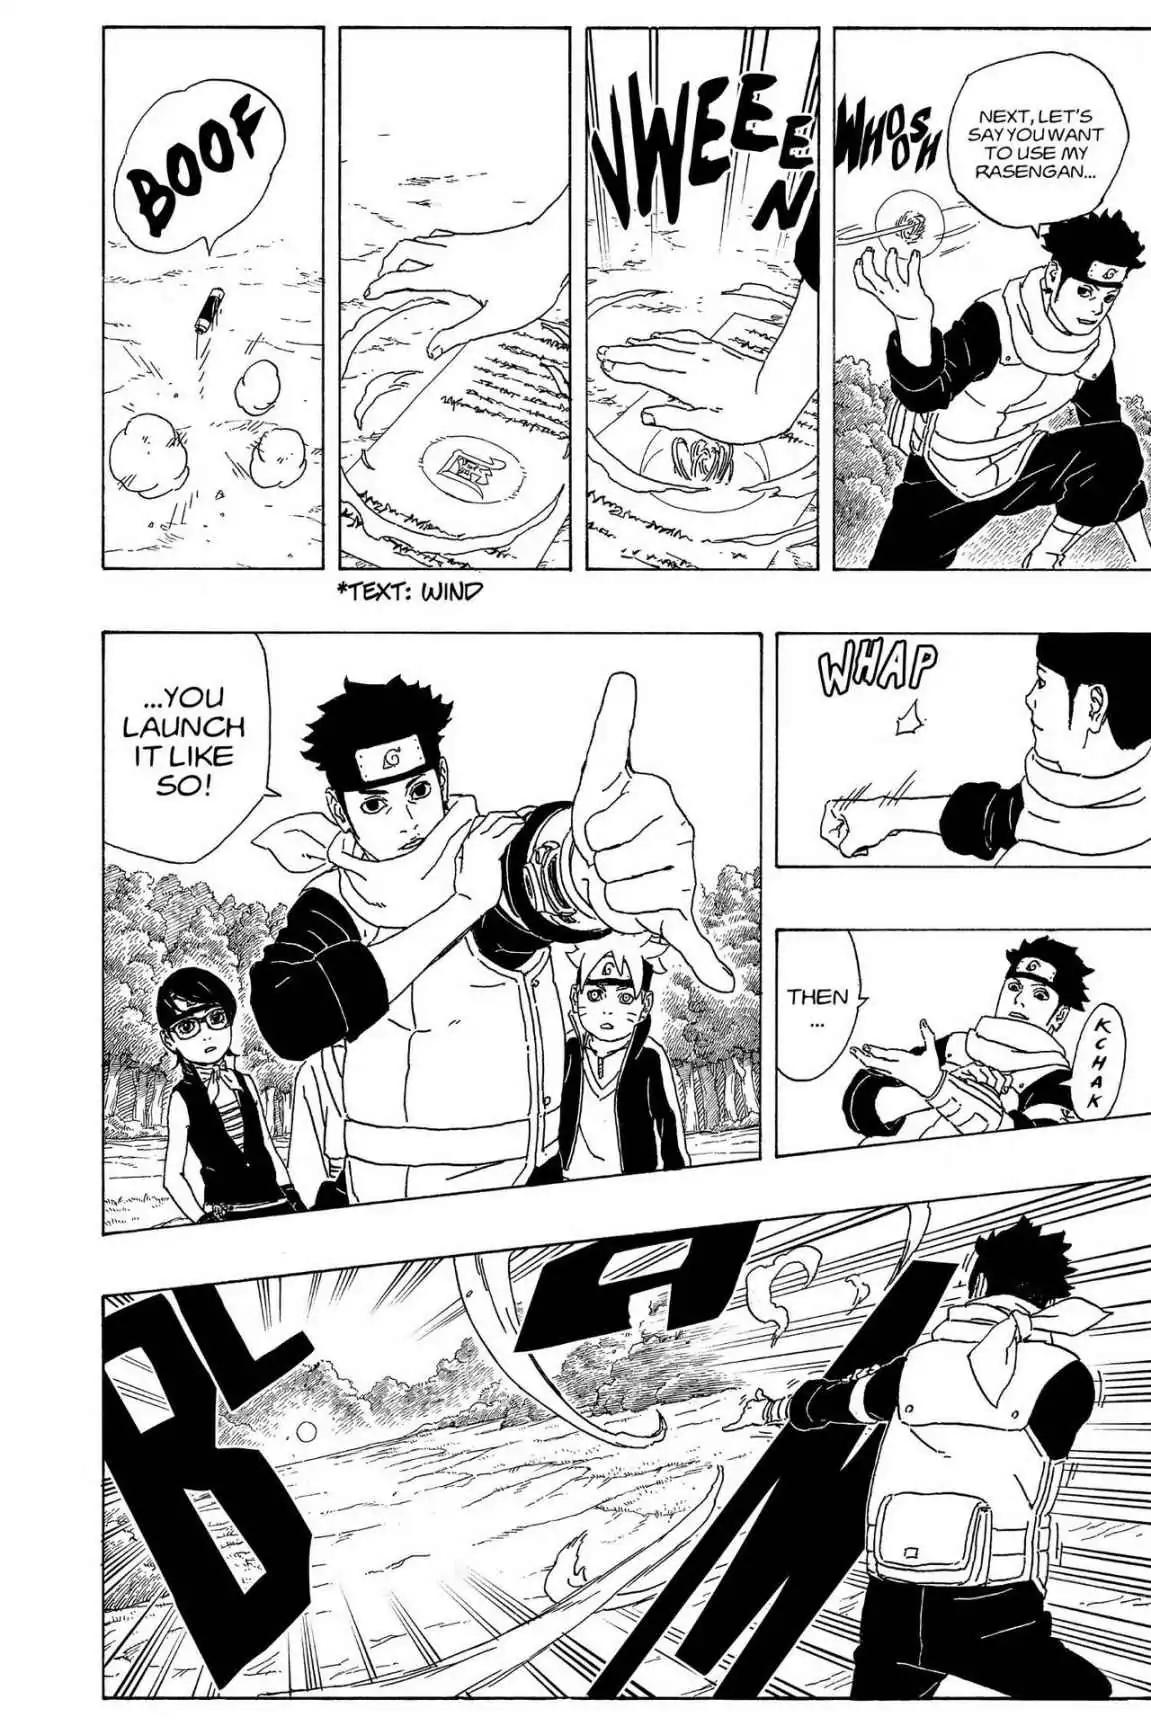 NEXT, LET'S
SAY YOU WANT
TO USE MY
RASENGAN...
WHOOOSH
VWEEEEN
*TEXT: WIND
BOOF
WHAP
THEN
...
KCHAK
...YOU
LAUNCH
IT LIKE
SO!
BLAM